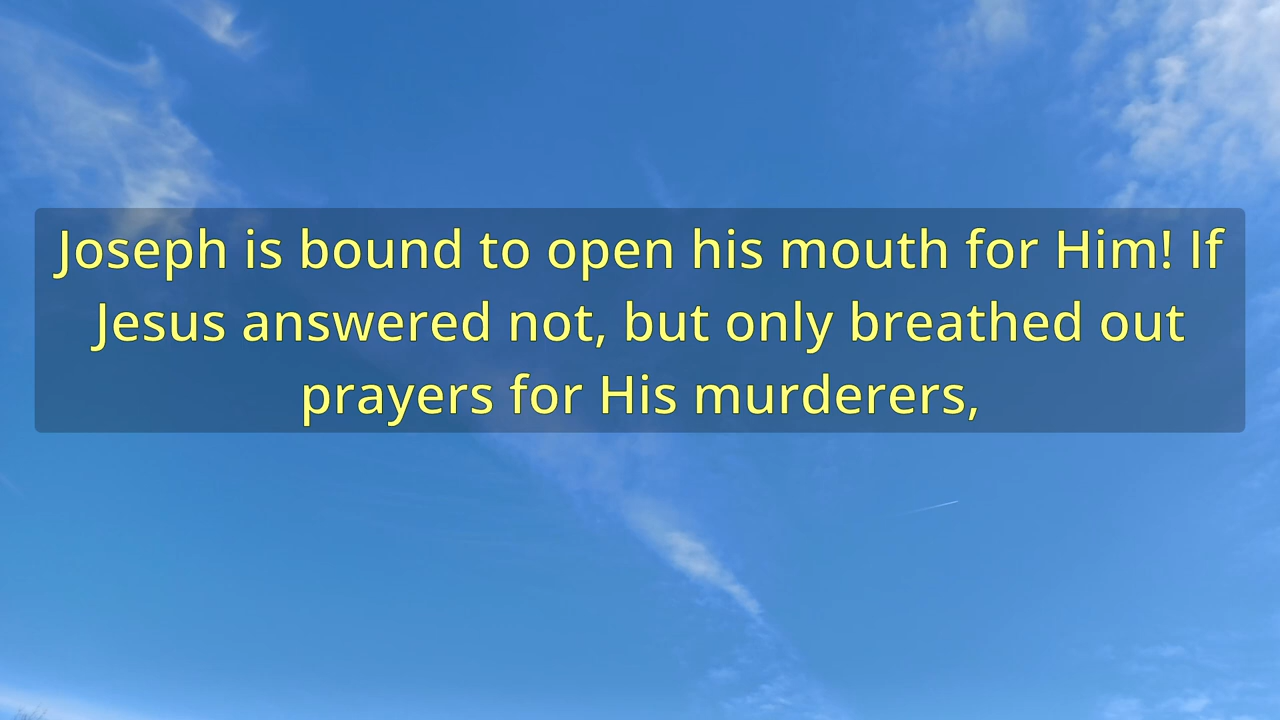 Joseph is bound to open his mouth for Him! If
Jesus answered not, but only breathed out
prayers for His murderers,